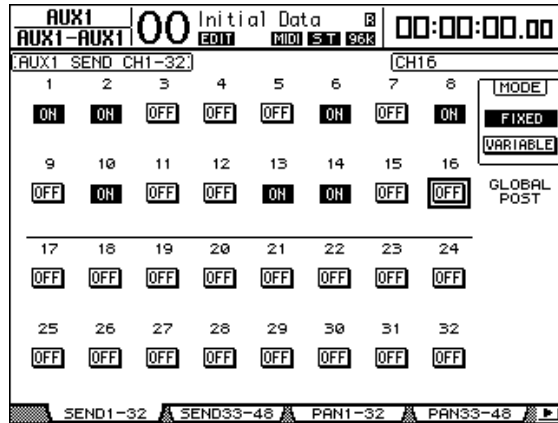 AUX1
AUX1-AUX1
00
Initial Data
R
EDIT
MIDI
S.T
96K
00:00:00.00
AUX1 SEND CH1-32
CH16
1 2 3 4 5 6 7 8
ON ON OFF OFF OFF ON OFF ON
MODE
FIXED
VARIABLE
9 10 11 12 13 14 15 16
OFF ON OFF OFF ON ON OFF OFF
GLOBAL
POST
17 18 19 20 21 22 23 24
OFF OFF OFF OFF OFF OFF OFF OFF
25 26 27 28 29 30 31 32
OFF OFF OFF OFF OFF OFF OFF OFF
SEND1-32 SEND33-48 PAN1-32 PAN33-48